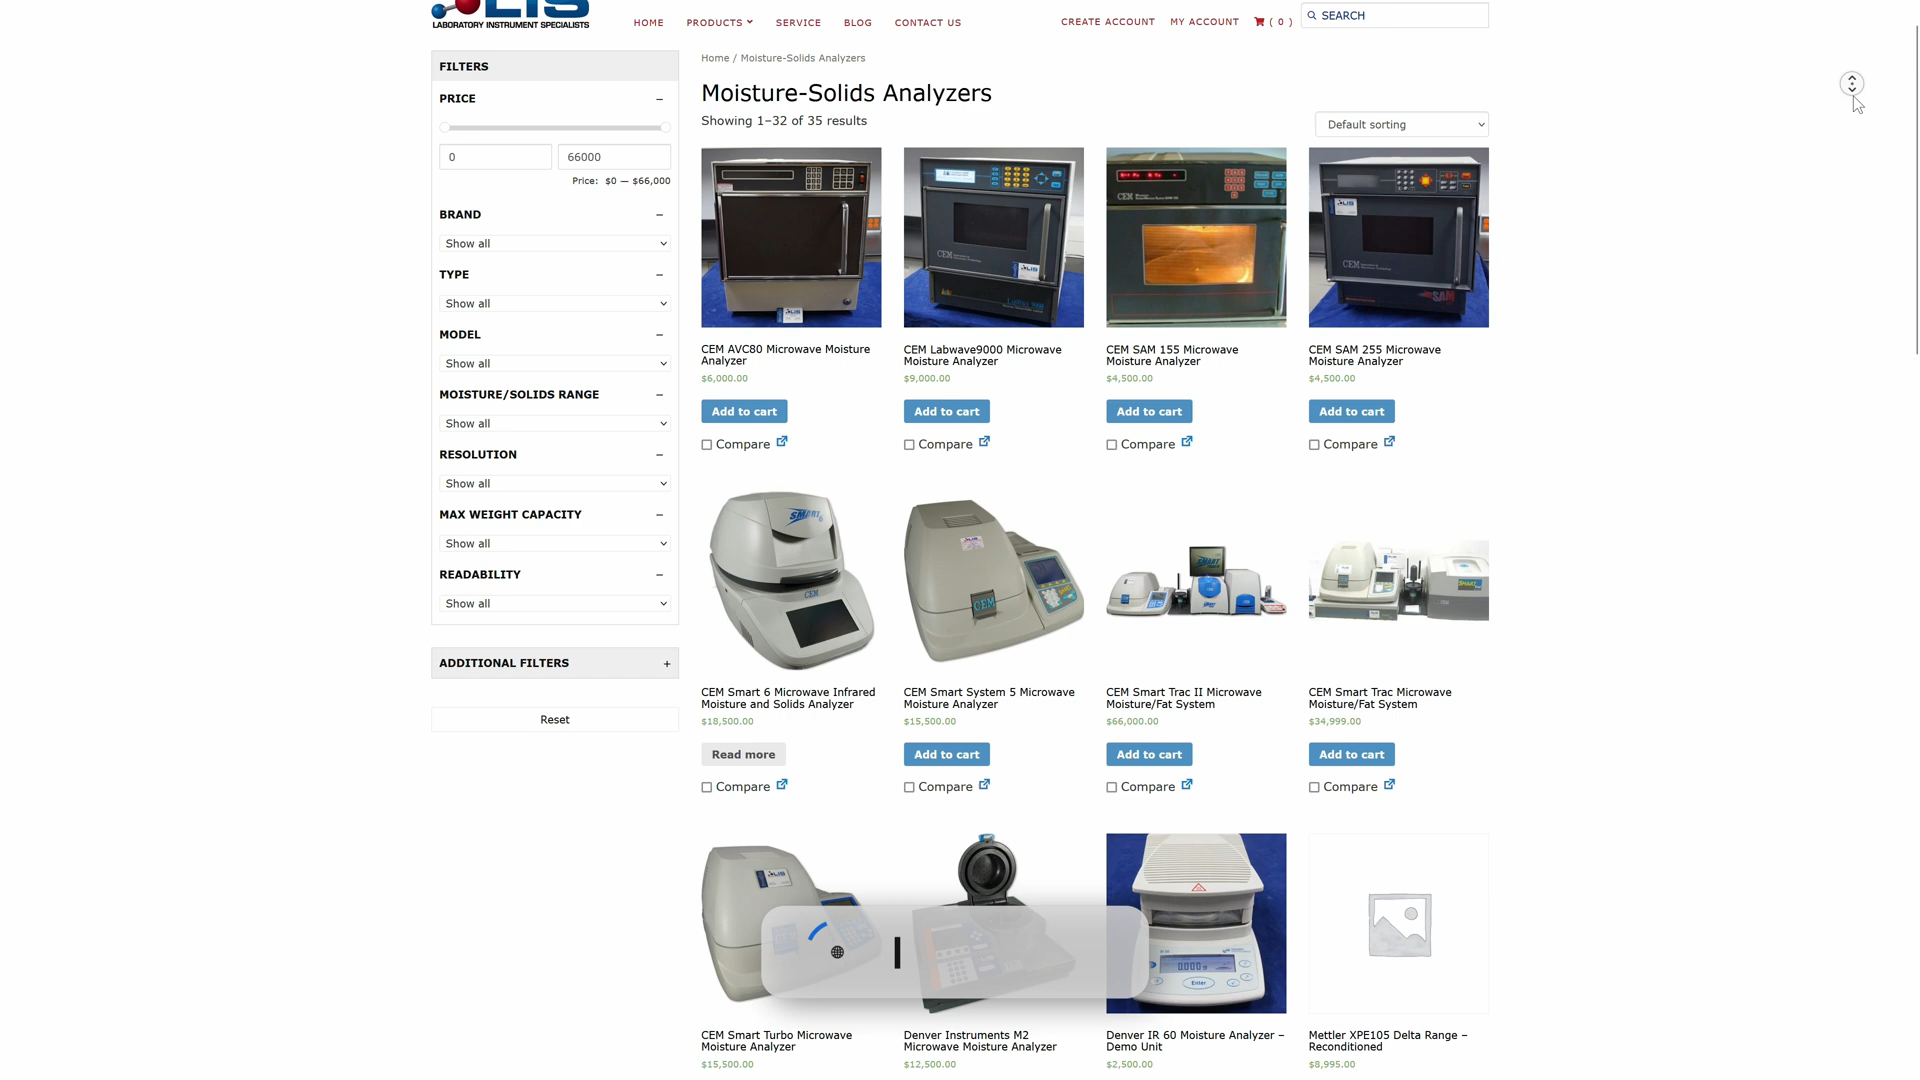 LABORATORY INSTRUMENT SPECIALISTS
HOME PRODUCTS SERVICE BLOG CONTACT US
CREATE ACCOUNT MY ACCOUNT ( 0 ) SEARCH
FILTERS
PRICE
0 66000
Price: $0 — $66,000
BRAND
Show all
TYPE
Show all
MODEL
Show all
MOISTURE/SOLIDS RANGE
Show all
RESOLUTION
Show all
MAX WEIGHT CAPACITY
Show all
READABILITY
Show all
ADDITIONAL FILTERS +
Reset
Home / Moisture-Solids Analyzers
Moisture-Solids Analyzers
Showing 1–32 of 35 results
Default sorting
CEM AVC80 Microwave Moisture
Analyzer
$6,000.00
Add to cart
Compare
CEM Labwave9000 Microwave
Moisture Analyzer
$9,000.00
Add to cart
Compare
CEM SAM 155 Microwave
Moisture Analyzer
$4,500.00
Add to cart
Compare
CEM SAM 255 Microwave
Moisture Analyzer
$4,500.00
Add to cart
Compare
CEM Smart 6 Microwave Infrared
Moisture and Solids Analyzer
$18,500.00
Read more
Compare
CEM Smart System 5 Microwave
Moisture Analyzer
$15,500.00
Add to cart
Compare
CEM Smart Trac II Microwave
Moisture/Fat System
$66,000.00
Add to cart
Compare
CEM Smart Trac Microwave
Moisture/Fat System
$34,999.00
Add to cart
Compare
CEM Smart Turbo Microwave
Moisture Analyzer
$15,500.00
Denver Instruments M2
Microwave Moisture Analyzer
$12,500.00
Denver IR 60 Moisture Analyzer –
Demo Unit
$2,500.00
Mettler XPE105 Delta Range –
Reconditioned
$8,995.00